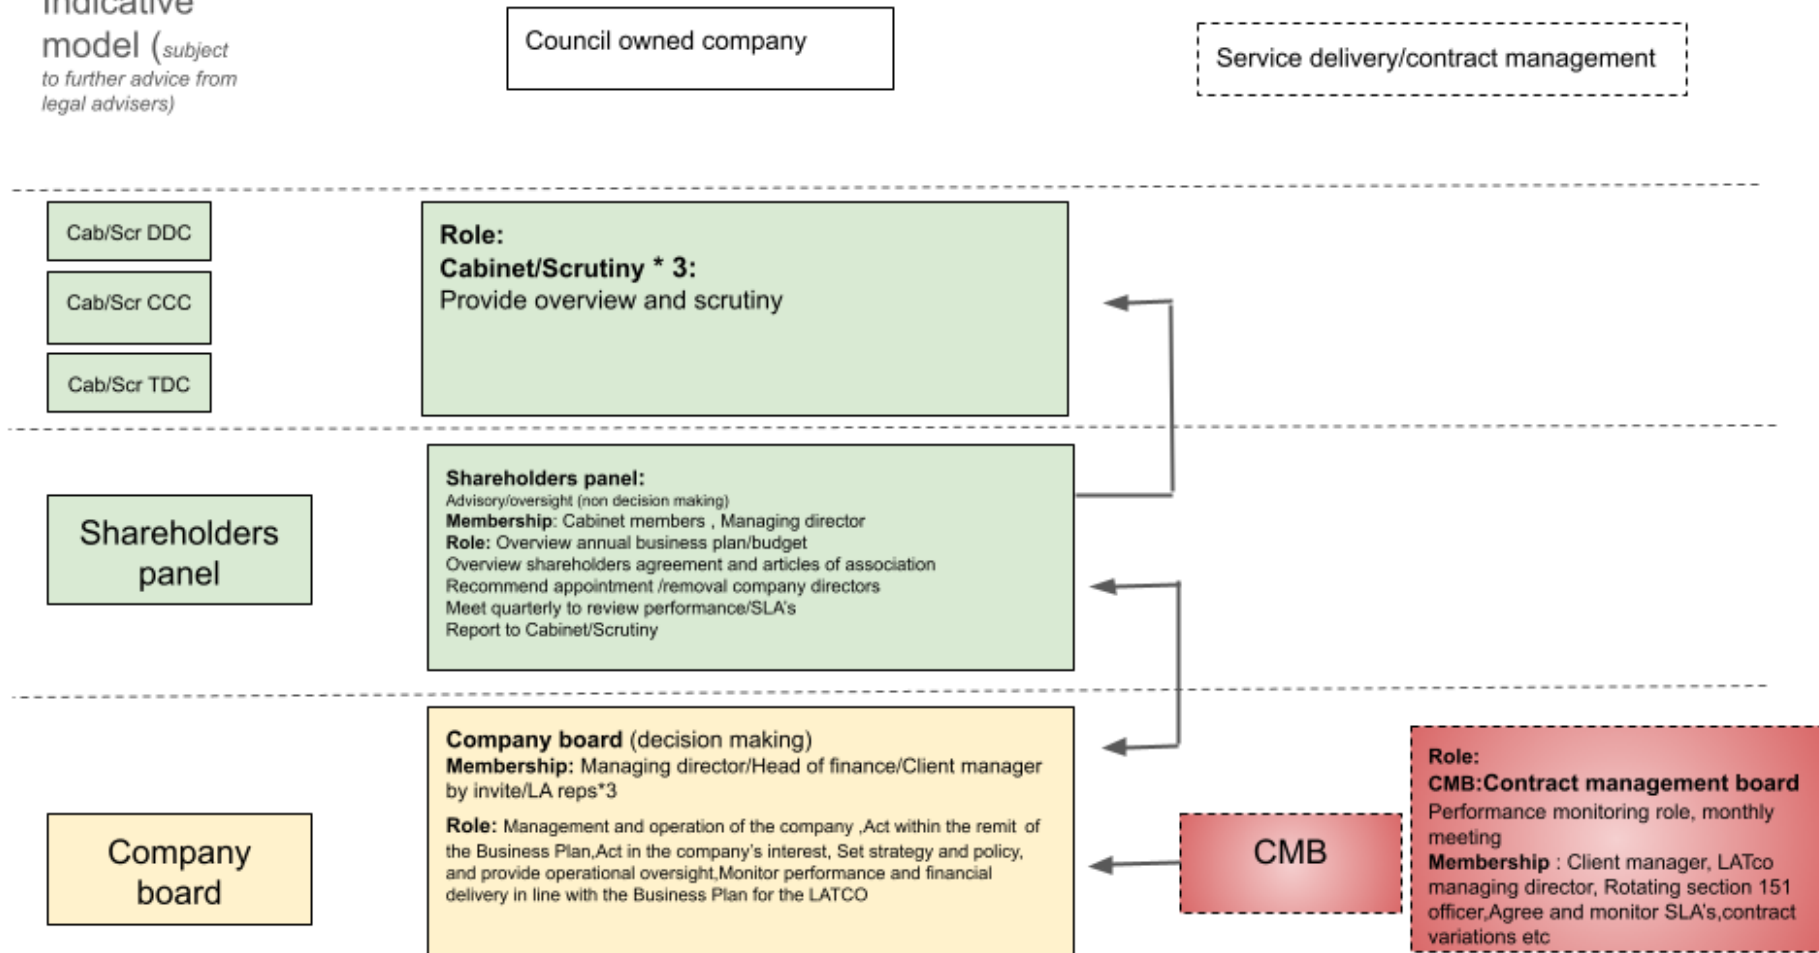 Indicative
model (subject
to further advice from
legal advisers)
Council owned company
Service delivery/contract management
Cab/Scr DDC
Cab/Scr CCC
Cab/Scr TDC
Role:
Cabinet/Scrutiny * 3:
Provide overview and scrutiny
Shareholders
panel
Shareholders panel:
Advisory/oversight (non decision making)
Membership: Cabinet members , Managing director
Role: Overview annual business plan/budget
Overview shareholders agreement and articles of association
Recommend appointment /removal company directors
Meet quarterly to review performance/SLA's
Report to Cabinet/Scrutiny
Company
board
Company board (decision making)
Membership: Managing director/Head of finance/Client manager
by invite/LA reps*3
Role: Management and operation of the company ,Act within the remit of
the Business Plan,Act in the company's interest, Set strategy and policy,
and provide operational oversight,Monitor performance and financial
delivery in line with the Business Plan for the LATCO
CMB
Role:
CMB:Contract management board
Performance monitoring role, monthly
meeting
Membership : Client manager, LATco
managing director, Rotating section 151
officer,Agree and monitor SLA's,contract
variations etc